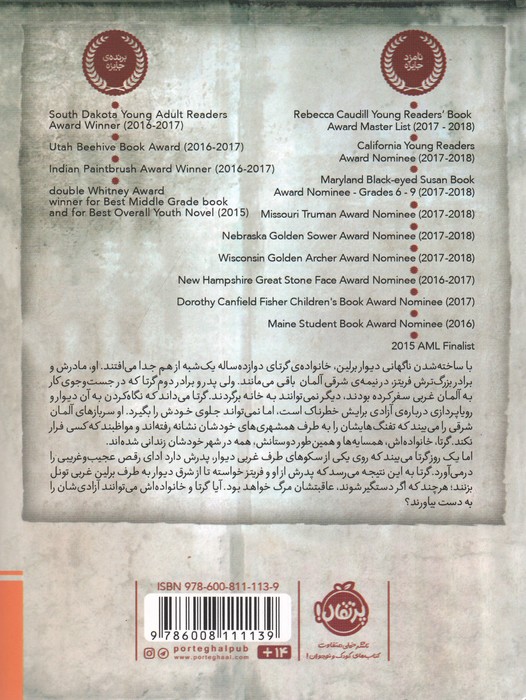 برنده‌ی
جایزه
South Dakota Young Adult Readers
Award Winner (2016-2017)
Utah Beehive Book Award (2016-2017)
Indian Paintbrush Award Winner (2016-2017)
double Whitney Award
winner for Best Middle Grade book
and for Best Overall Youth Novel (2015)
نامزد
جایزه
Rebecca Caudill Young Readers' Book
Award Master List (2017 - 2018)
California Young Readers
Award Nominee (2017-2018)
Maryland Black-eyed Susan Book
Award Nominee - Grades 6 - 9 (2017-2018)
Missouri Truman Award Nominee (2017-2018)
Nebraska Golden Sower Award Nominee (2017-2018)
Wisconsin Golden Archer Award Nominee (2017-2018)
New Hampshire Great Stone Face Award Nominee (2016-2017)
Dorothy Canfield Fisher Children's Book Award Nominee (2017)
Maine Student Book Award Nominee (2016)
2015 AML Finalist
با ساخته‌شدن ناگهانی دیوار برلین، خانواده‌ی گرتای دوازده‌ساله یک‌شبه از هم جدا می‌افتند. او، مادرش و
برادر بزرگ‌ترش فریتز، در نیمه‌ی شرقی آلمان باقی می‌مانند. ولی پدر و برادر دوم گرتا که در جست‌وجوی کار
به آلمان غربی سفر کرده بودند، دیگر نمی‌توانند به خانه برگردند. گرتا می‌داند که نگاه‌کردن به آن دیوار و
رویاپردازی درباره‌ی آزادی برایش خطرناک است، اما نمی‌تواند جلوی خودش را بگیرد. او سربازهای آلمان
شرقی را می‌بیند که تفنگ‌هایشان را به طرف همشهری‌های خودشان نشانه رفته‌اند و مواظبند که کسی فرار
نکند. گرتا، خانواده‌اش، همسایه‌ها و همین‌طور دوستانش، همه در شهر خودشان زندانی شده‌اند.
اما یک روز گرتا می‌بیند که روی یکی از سکوهای طرف غربی دیوار، پدرش دارد ادای رقص عجیب‌وغریبی را
درمی‌آورد. گرتا به این نتیجه می‌رسد که پدرش از او و فریتز خواسته تا از شرق دیوار به طرف برلین غربی تونل
بزنند؛ هرچند که اگر دستگیر شوند، عاقبتشان مرگ خواهد بود. آیا گرتا و خانواده‌اش می‌توانند آزادی‌شان را
به دست بیاورند؟
ISBN 978-600-811-113-9
9 786008 111139
porteghalpub
www.porteghaal.com
+۱۴
پرتقال!
ناشر خیلی متفاوت
کتاب‌های کودک و نوجوان!